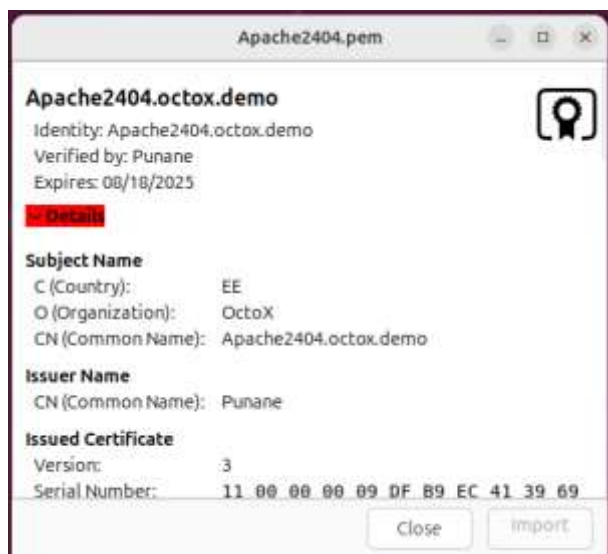 Apache2404.pem
Apache2404.octox.demo
Identity: Apache2404.octox.demo
Verified by: Punane
Expires: 08/18/2025
Details
Subject Name
C (Country): EE
O (Organization): OctoX
CN (Common Name): Apache2404.octox.demo
Issuer Name
CN (Common Name): Punane
Issued Certificate
Version: 3
Serial Number: 11 00 00 00 09 DF B9 EC 41 39 69
Close Import